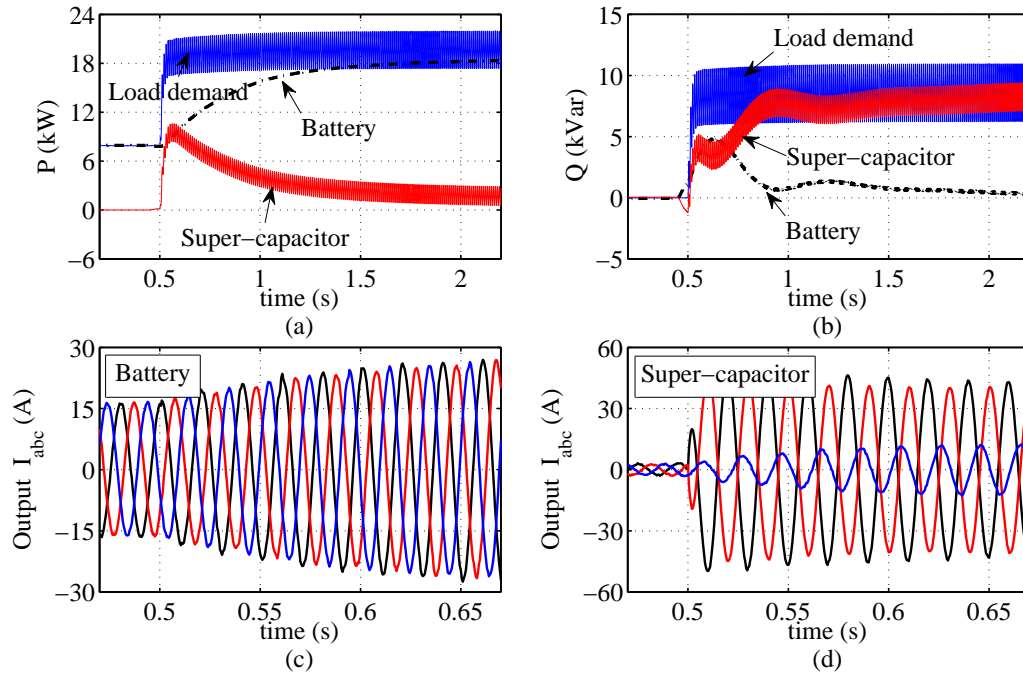 24
18
12
6
0
−6
P (kW)
Load demand
Battery
Super−capacitor
0.5
1
1.5
2
time (s)
(a)
15
10
5
0
−5
Q (kVar)
Load demand
Super−capacitor
Battery
0.5
1
1.5
2
time (s)
(b)
30
15
0
−15
−30
Output I_abc (A)
Battery
0.5
0.55
0.6
0.65
time (s)
(c)
60
30
0
−30
−60
Output I_abc (A)
Super−capacitor
0.5
0.55
0.6
0.65
time (s)
(d)